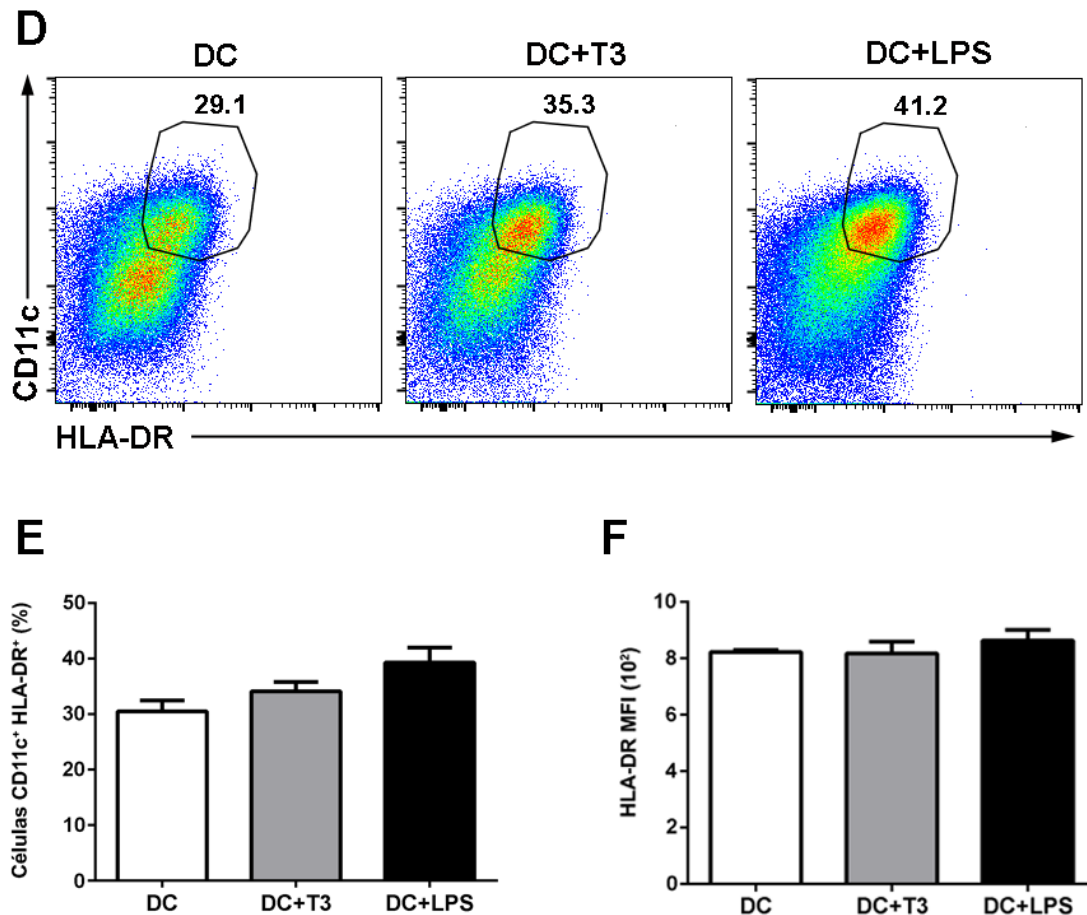 D
DC
DC+T3
DC+LPS
29.1
35.3
41.2
CD11c
HLA-DR
E
Células CD11c⁺ HLA-DR⁺ (%)
50
40
30
20
10
0
DC
DC+T3
DC+LPS
F
HLA-DR MFI (10²)
10
8
6
4
2
0
DC
DC+T3
DC+LPS